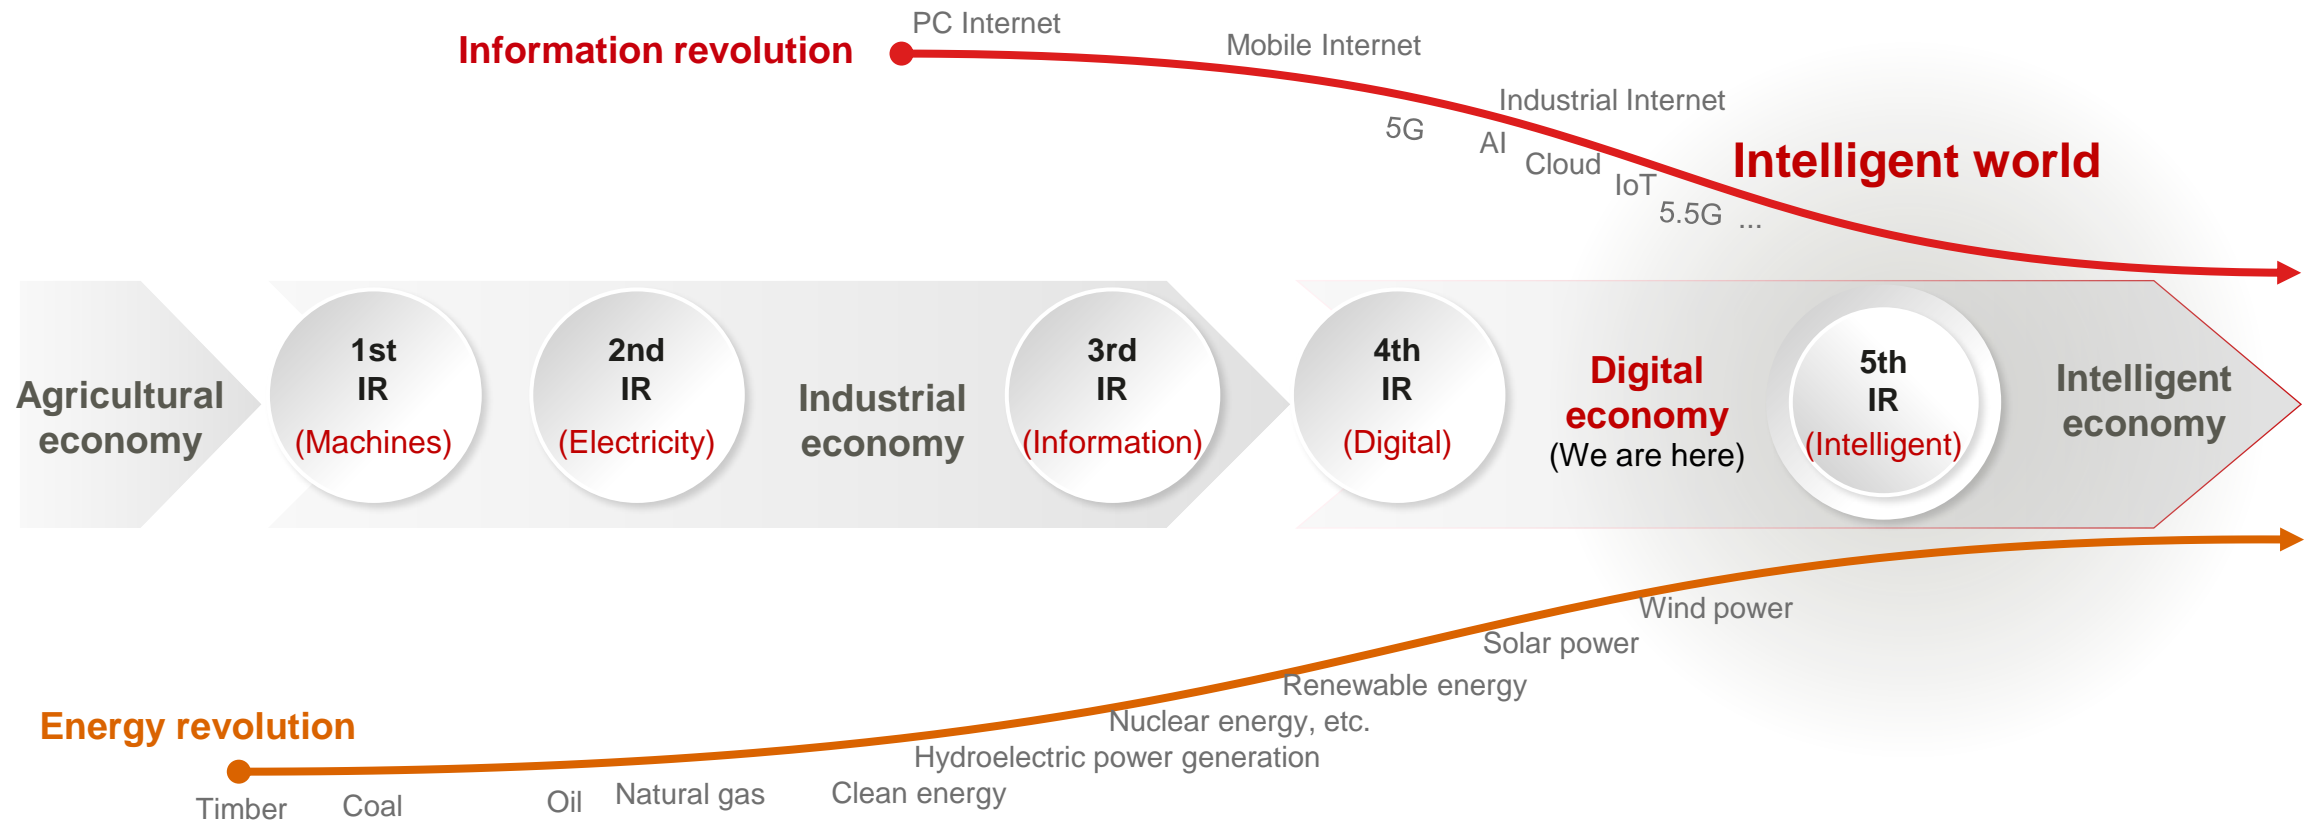 PC Internet
Information revolution
Mobile Internet
Industrial Internet
5G
AI
Cloud
IoT
5.5G ...
Intelligent world
Agricultural
economy
1st
IR
(Machines)
2nd
IR
(Electricity)
Industrial
economy
3rd
IR
(Information)
4th
IR
(Digital)
Digital
economy
(We are here)
5th
IR
(Intelligent)
Intelligent
economy
Energy revolution
Timber
Coal
Oil
Natural gas
Clean energy
Hydroelectric power generation
Nuclear energy, etc.
Renewable energy
Solar power
Wind power